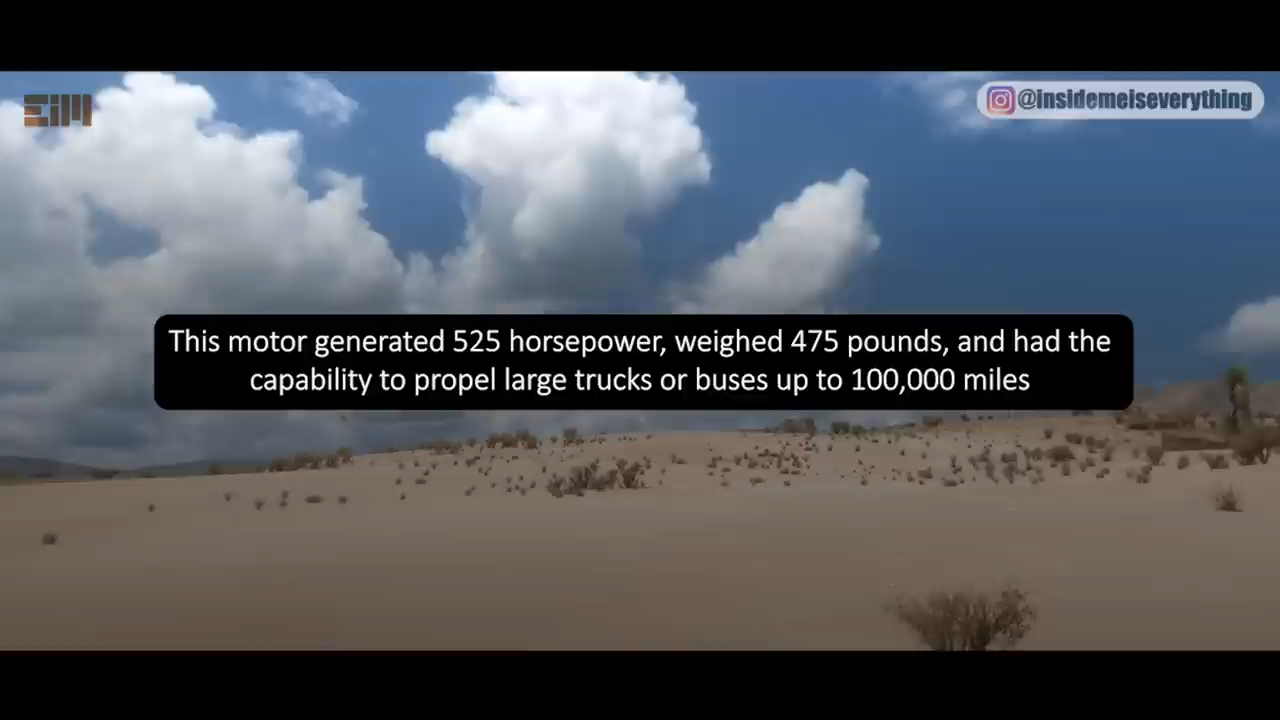 EiM
@insidemeiseverything
This motor generated 525 horsepower, weighed 475 pounds, and had the
capability to propel large trucks or buses up to 100,000 miles